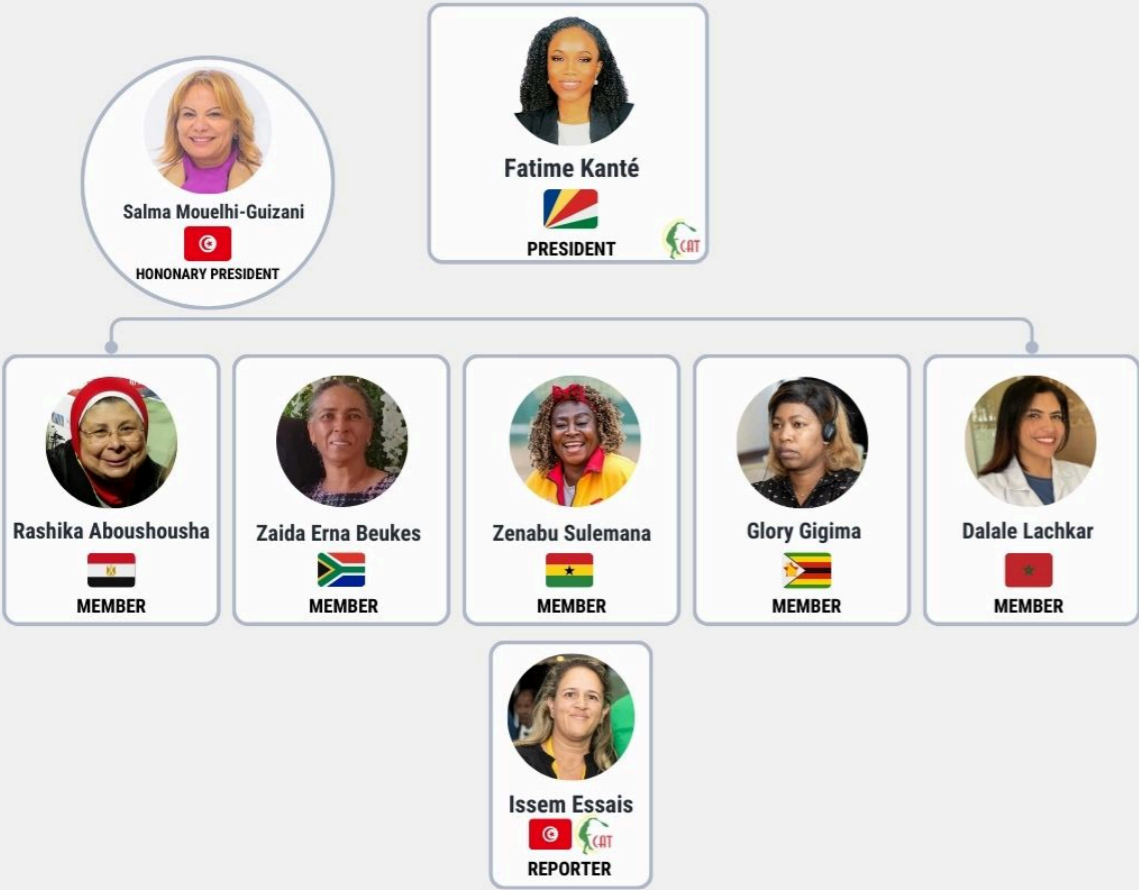 Fatime Kanté
PRESIDENT
CAT
Salma Mouelhi-Guizani
HONONARY PRESIDENT
Rashika Aboushousha
MEMBER
Zaida Erna Beukes
MEMBER
Zenabu Sulemana
MEMBER
Glory Gigima
MEMBER
Dalale Lachkar
MEMBER
Issem Essais
CAT
REPORTER